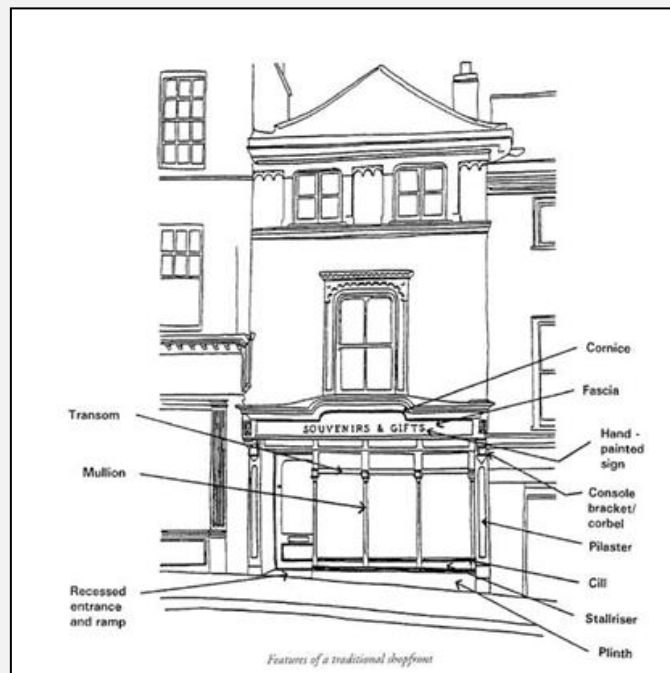 Cornice
Fascia
Transom
SOUVENIRS & GIFTS
Hand -
painted
sign
Mullion
Console
bracket/
corbel
Pilaster
Cill
Recessed
entrance
and ramp
Stallriser
Plinth
Features of a traditional shopfront